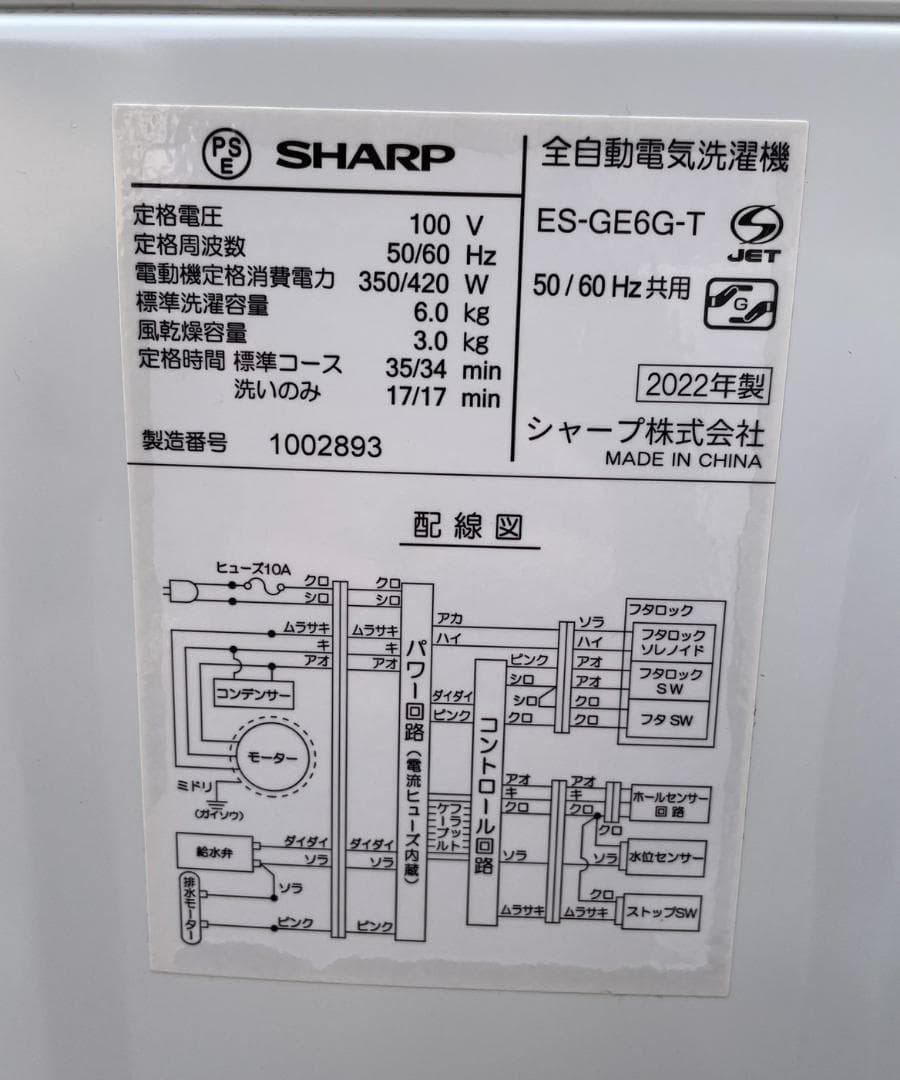 PSE SHARP
定格電圧 100 V
定格周波数 50/60 Hz
電動機定格消費電力 350/420 W
標準洗濯容量 6.0 kg
風乾燥容量 3.0 kg
定格時間 標準コース 35/34 min
洗いのみ 17/17 min
製造番号 1002893
全自動電気洗濯機
ES-GE6G-T
JET
50/60Hz共用
G
2022年製
シャープ株式会社
MADE IN CHINA
配線図
ヒューズ10A
クロ
シロ
ムラサキ
キ
アオ
コンデンサー
モーター
ミドリ
(ガイソウ)
給水弁
ダイダイ
ソラ
ソラ
排水モーター
ピンク
クロ
シロ
ムラサキ
キ
アオ
ダイダイ
ソラ
ピンク
パワー回路(電流ヒューズ内蔵)
アカ
ハイ
ダイダイ
ピンク
フラットケーブル
コントロール回路
ピンク
シロ
シロ
クロ
ソラ
ハイ
アオ
アオ
クロ
クロ
フタロック
フタロック
ソレノイド
フタロック
SW
フタSW
アオ
キ
クロ
ソラ
ムラサキ
アオ
キ
クロ
クロ
ソラ
クロ
ムラサキ
ホールセンサー
回路
水位センサー
ストップSW